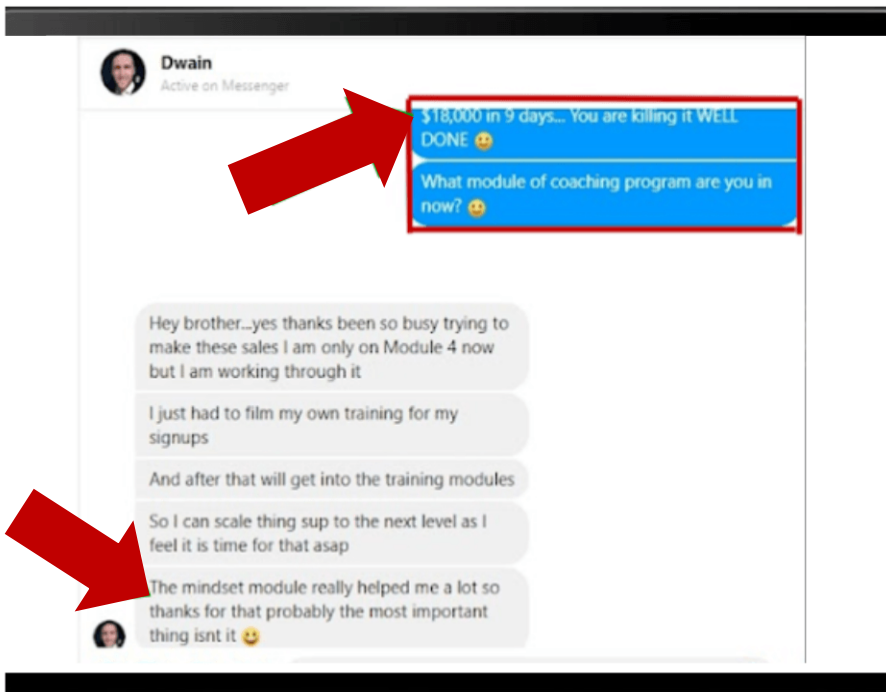 Dwain
Active on Messenger
$18,000 in 9 days... You are killing it WELL
DONE 😀
What module of coaching program are you in
now? 😀
Hey brother...yes thanks been so busy trying to
make these sales I am only on Module 4 now
but I am working through it
I just had to film my own training for my
signups
And after that will get into the training modules
So I can scale thing sup to the next level as I
feel it is time for that asap
The mindset module really helped me a lot so
thanks for that probably the most important
thing isnt it 😀